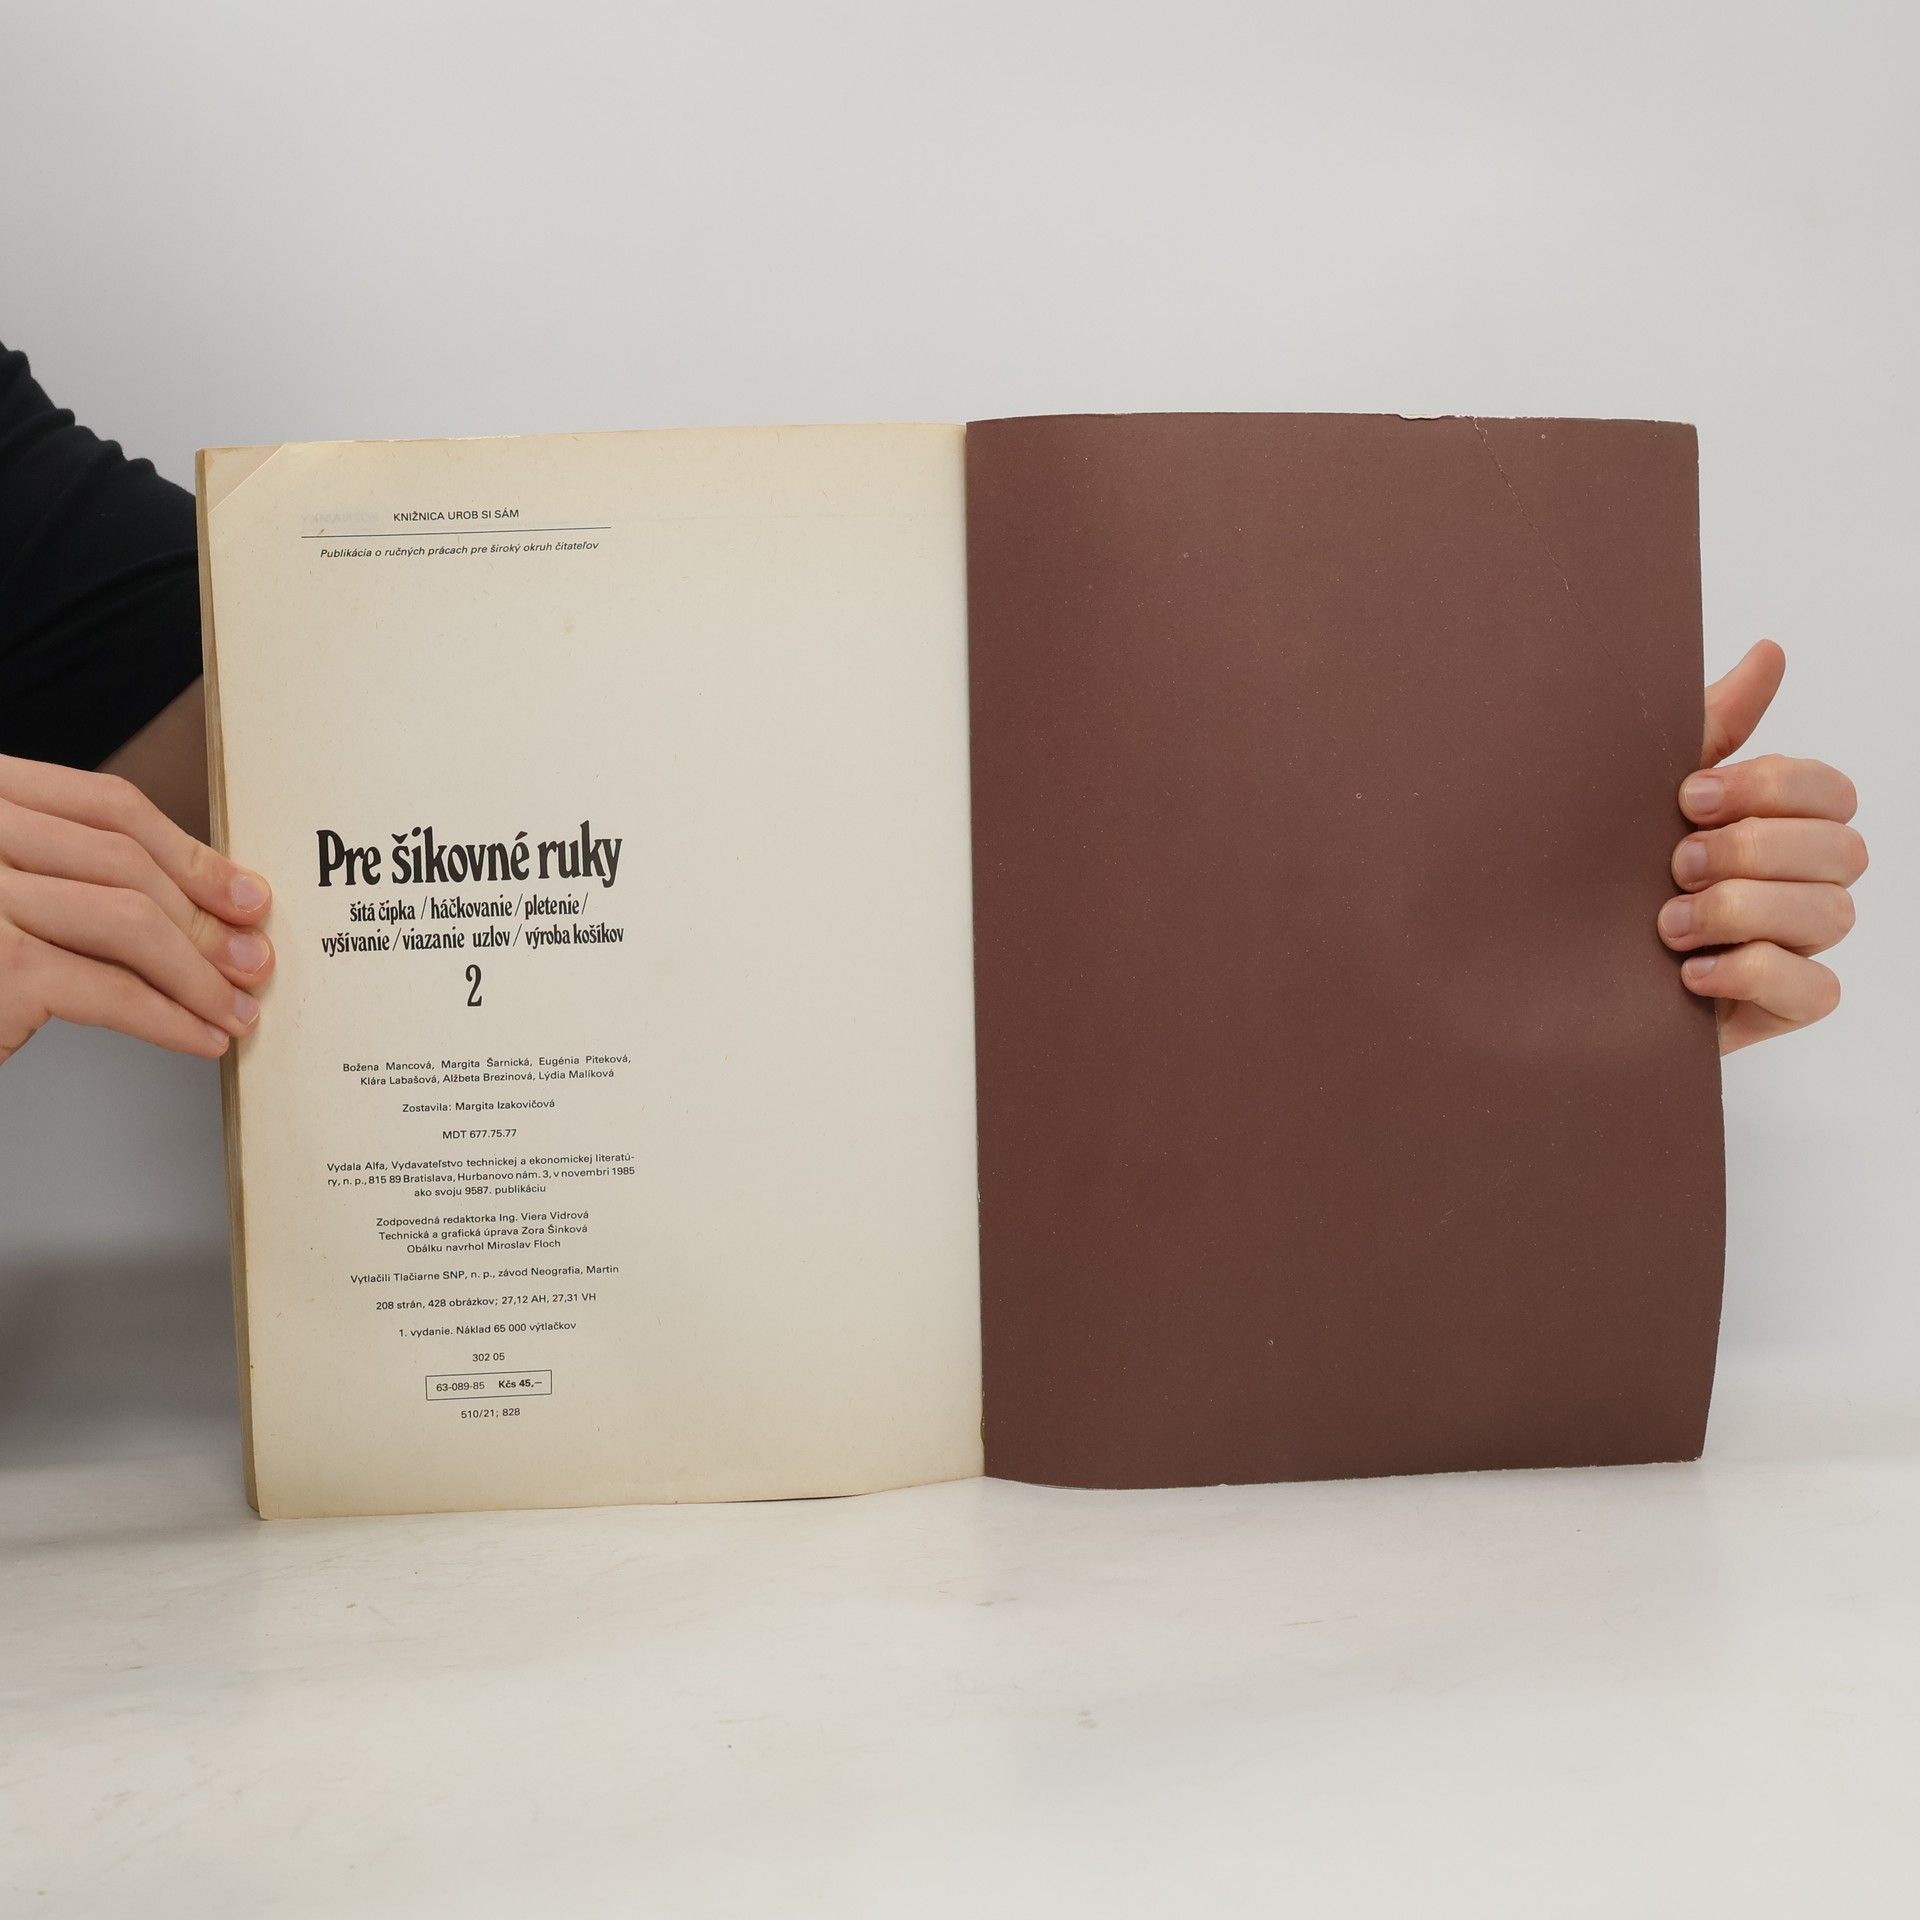 KNIŽNICA UROB SI SÁM
Publikácia o ručných prácach pre široký okruh čitateľov
Pre šikovné ruky
šitá čipka / háčkovanie / pletenie /
vyšívanie / viazanie uzlov / výroba košíkov
2
Božena Mancová, Margita Šarnická, Eugénia Piteková,
Klára Labašová, Alžbeta Brezinová, Lýdia Malíková
Zostavila: Margita Izakovičová
MDT 677.75.77
Vydala Alfa, Vydavateľstvo technickej a ekonomickej literatú-
ry, n. p., 815 89 Bratislava, Hurbanovo nám. 3, v novembri 1985
ako svoju 9587. publikáciu
Zodpovedná redaktorka Ing. Viera Vidrová
Technická a grafická úprava Zora Šinková
Obálku navrhol Miroslav Floch
Vytlačili Tlačiarne SNP, n. p., závod Neografia, Martin
208 strán, 428 obrázkov; 27,12 AH, 27,31 VH
1. vydanie. Náklad 65 000 výtlačkov
302 05
63-089-85 Kčs 45,—
510/21; 828